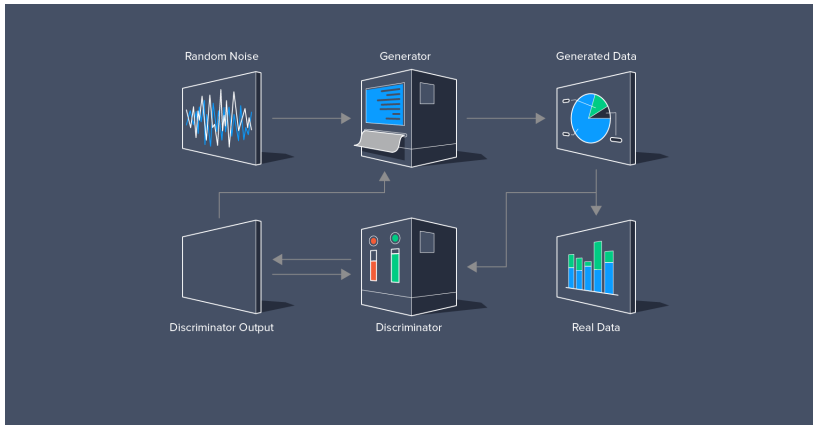 Random Noise
Generator
Generated Data
Discriminator Output
Discriminator
Real Data